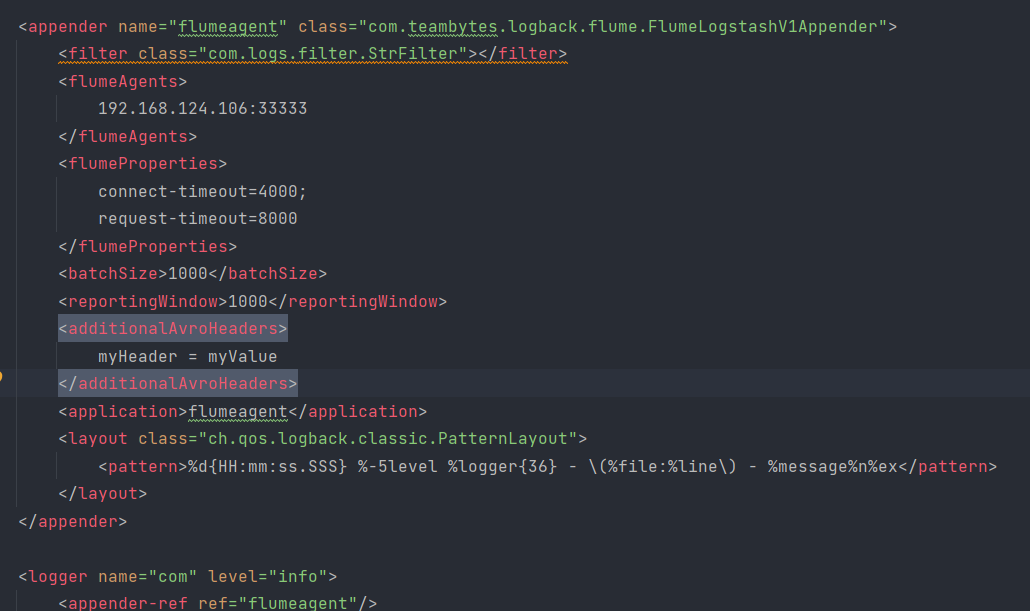 <appender name="flumeagent" class="com.teambytes.logback.flume.FlumeLogstashV1Appender">
<filter class="com.logs.filter.StrFilter"></filter>
<flumeAgents>
192.168.124.106:33333
</flumeAgents>
<flumeProperties>
connect-timeout=4000;
request-timeout=8000
</flumeProperties>
<batchSize>1000</batchSize>
<reportingWindow>1000</reportingWindow>
<additionalAvroHeaders>
myHeader = myValue
</additionalAvroHeaders>
<application>flumeagent</application>
<layout class="ch.qos.logback.classic.PatternLayout">
<pattern>%d{HH:mm:ss.SSS} %-5level %logger{36} - \(%file:%line\) - %message%n%ex</pattern>
</layout>
</appender>
<logger name="com" level="info">
<appender-ref ref="flumeagent"/>